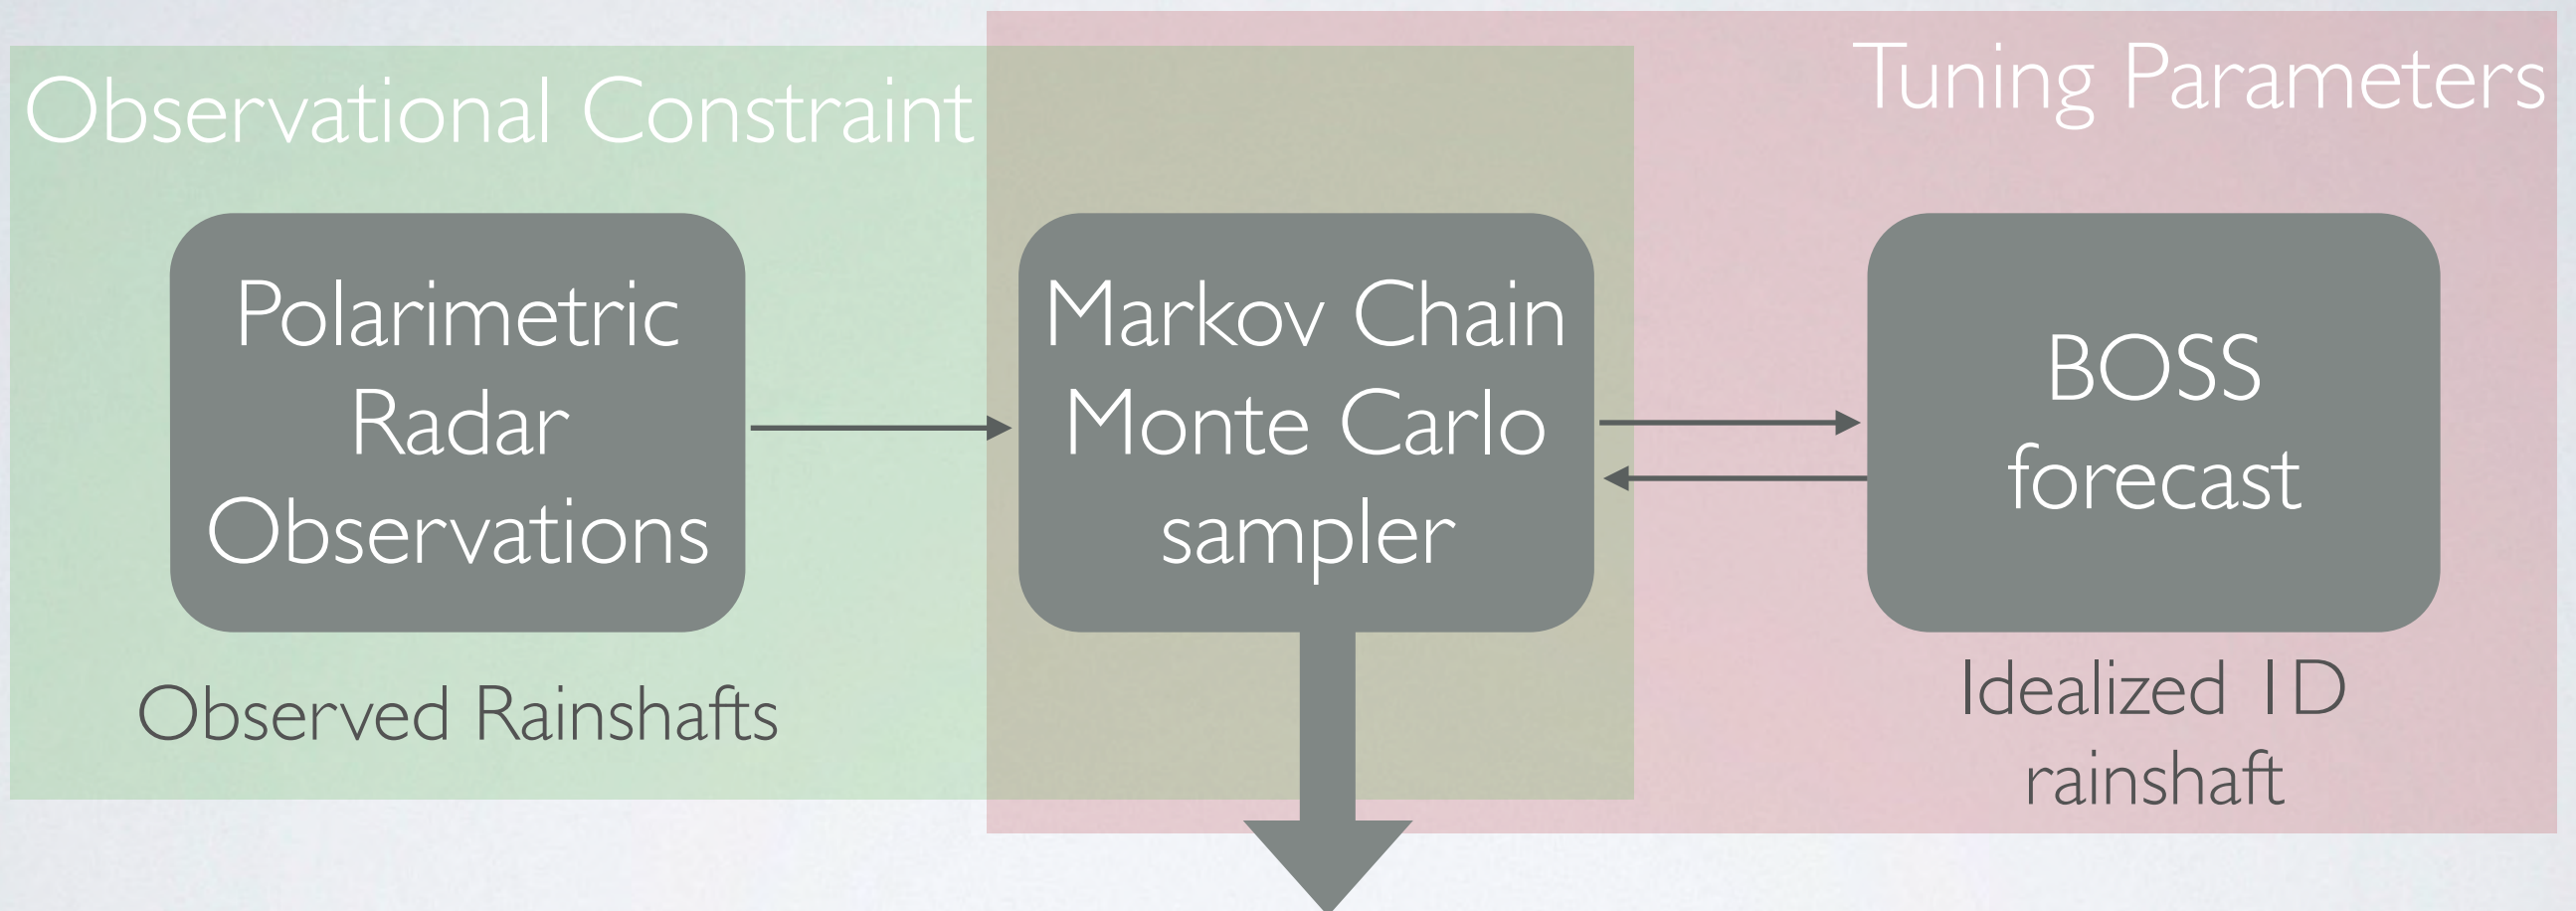 Observational Constraint
Tuning Parameters
Polarimetric
Radar
Observations
Markov Chain
Monte Carlo
sampler
BOSS
forecast
Observed Rainshafts
Idealized 1D
rainshaft